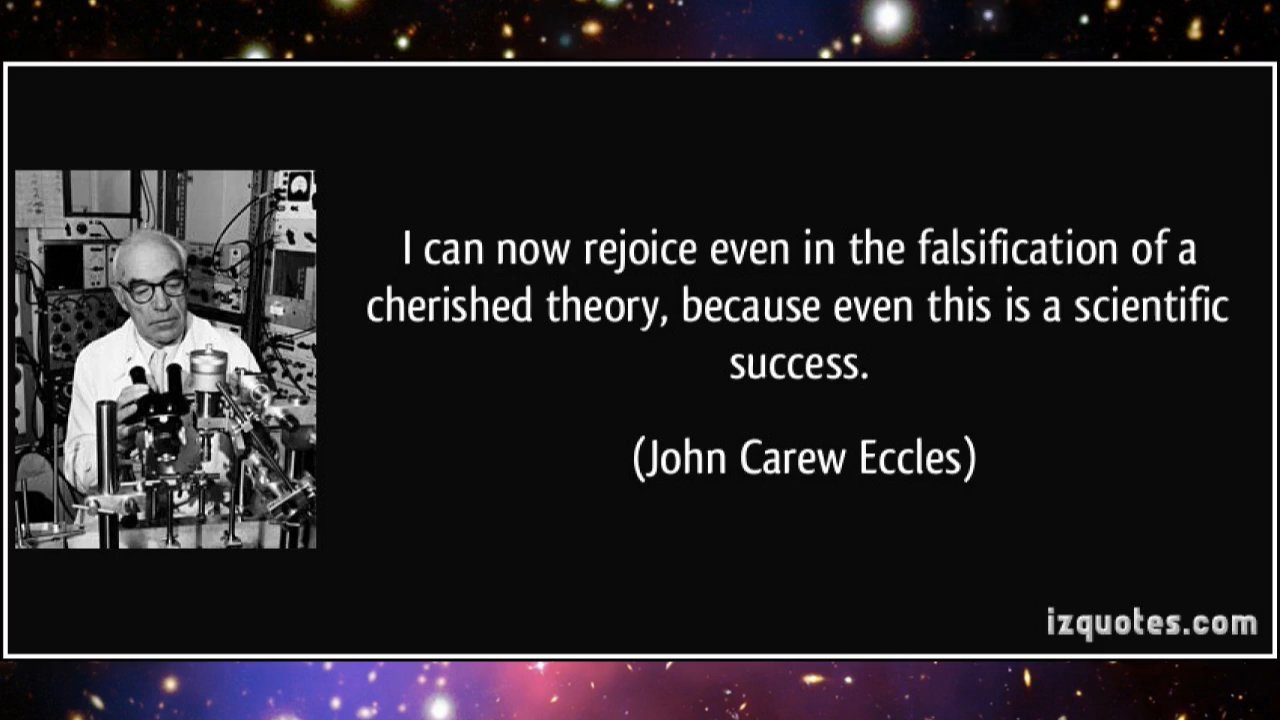 I can now rejoice even in the falsification of a
cherished theory, because even this is a scientific
success.
(John Carew Eccles)
izquotes.com